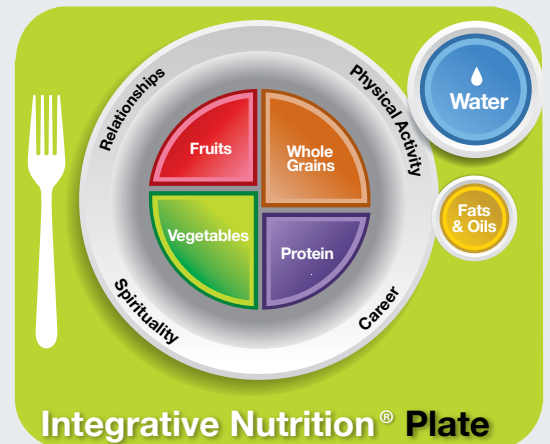 Relationships
Physical Activity
Water
Fruits
Whole
Grains
Fats
& Oils
Vegetables
Protein
Spirituality
Career
Integrative Nutrition® Plate